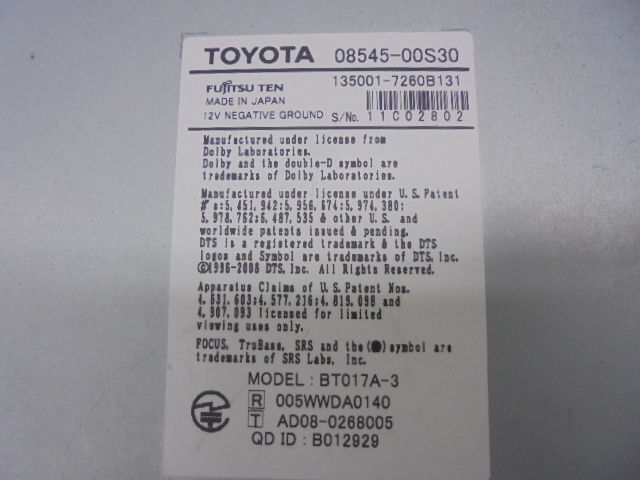 TOYOTA 08545-00S30
FUJITSU TEN 135001-7260B131
MADE IN JAPAN
12V NEGATIVE GROUND S/No. 11C02802
Manufactured under license from
Dolby Laboratories.
Dolby and the double-D symbol are
trademarks of Dolby Laboratories.
Manufactured under license under U.S. Patent
# s:5,451,942;5,956,674;5,974,380;
5,978,762;6,487,535 & other U.S. and
worldwide patents issued & pending.
DTS is a registered trademark & the DTS
logos and Symbol are trademarks of DTS, Inc.
©1996-2008 DTS, Inc. All Rights Reserved.
Apparatus Claims of U.S. Patent Nos.
4,631,603;4,577,216;4,819,098 and
4,907,093 licensed for limited
viewing uses only.
FOCUS, TruBass, SRS and the(●)symbol are
trademarks of SRS Labs, Inc.
MODEL : BT017A-3
R 005WWDA0140
T AD08-0268005
QD ID : B012929